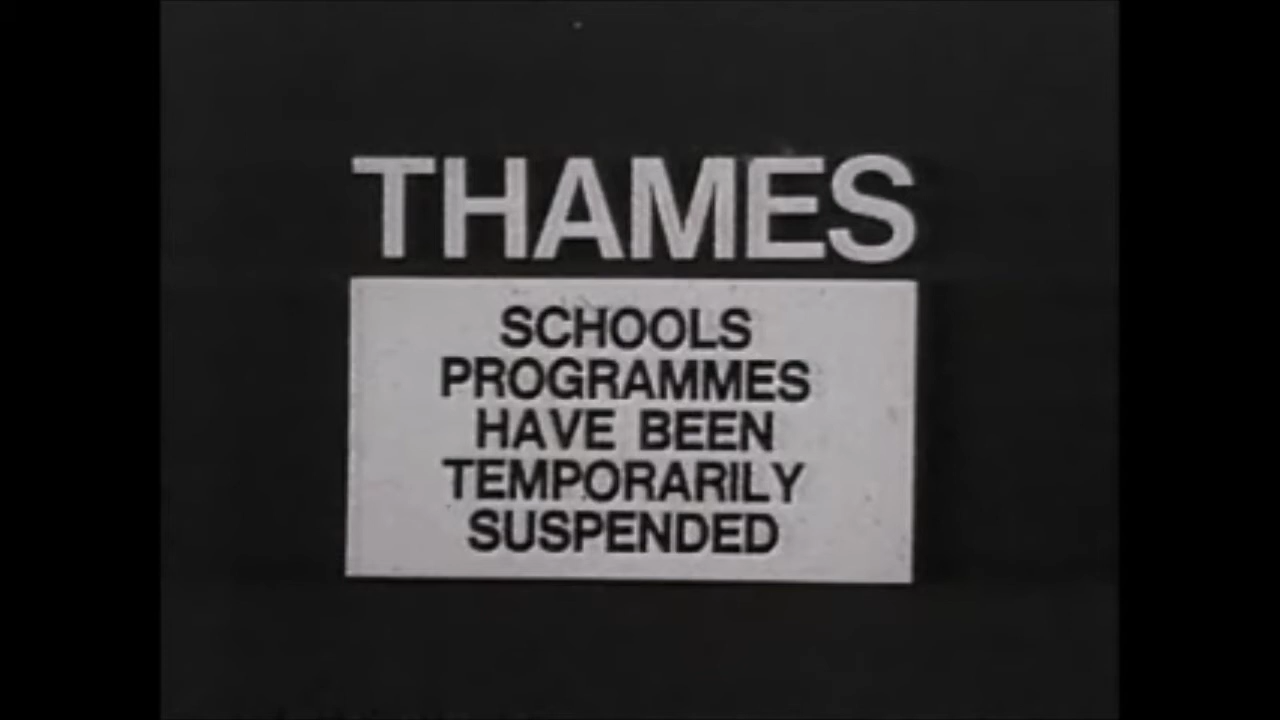 THAMES
SCHOOLS
PROGRAMMES
HAVE BEEN
TEMPORARILY
SUSPENDED